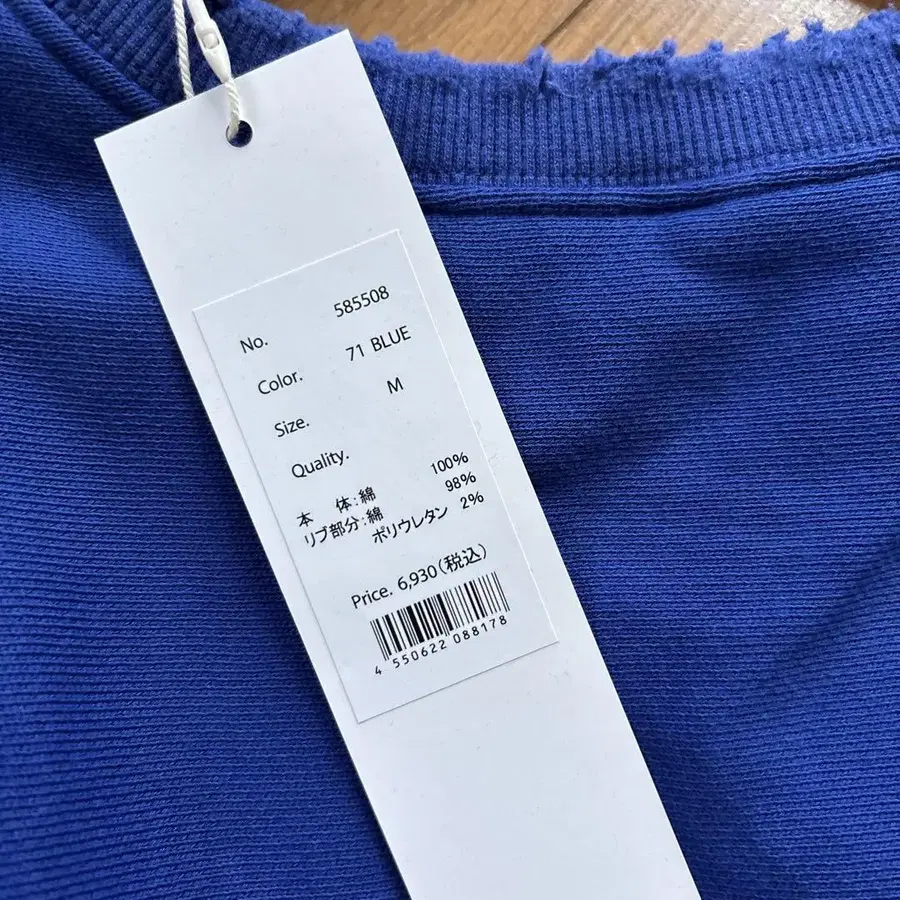 No. 585508
Color. 71 BLUE
Size. M
Quality.
本 体:綿 100%
リブ部分:綿 98%
ポリウレタン 2%
Price. 6,930(税込)
4 550622 088178